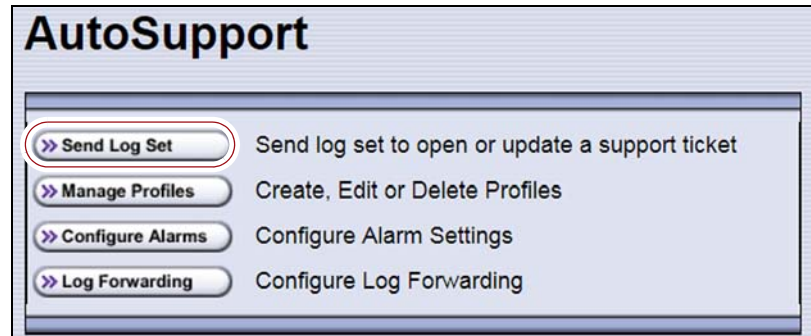 AutoSupport
» Send Log Set Send log set to open or update a support ticket
» Manage Profiles Create, Edit or Delete Profiles
» Configure Alarms Configure Alarm Settings
» Log Forwarding Configure Log Forwarding